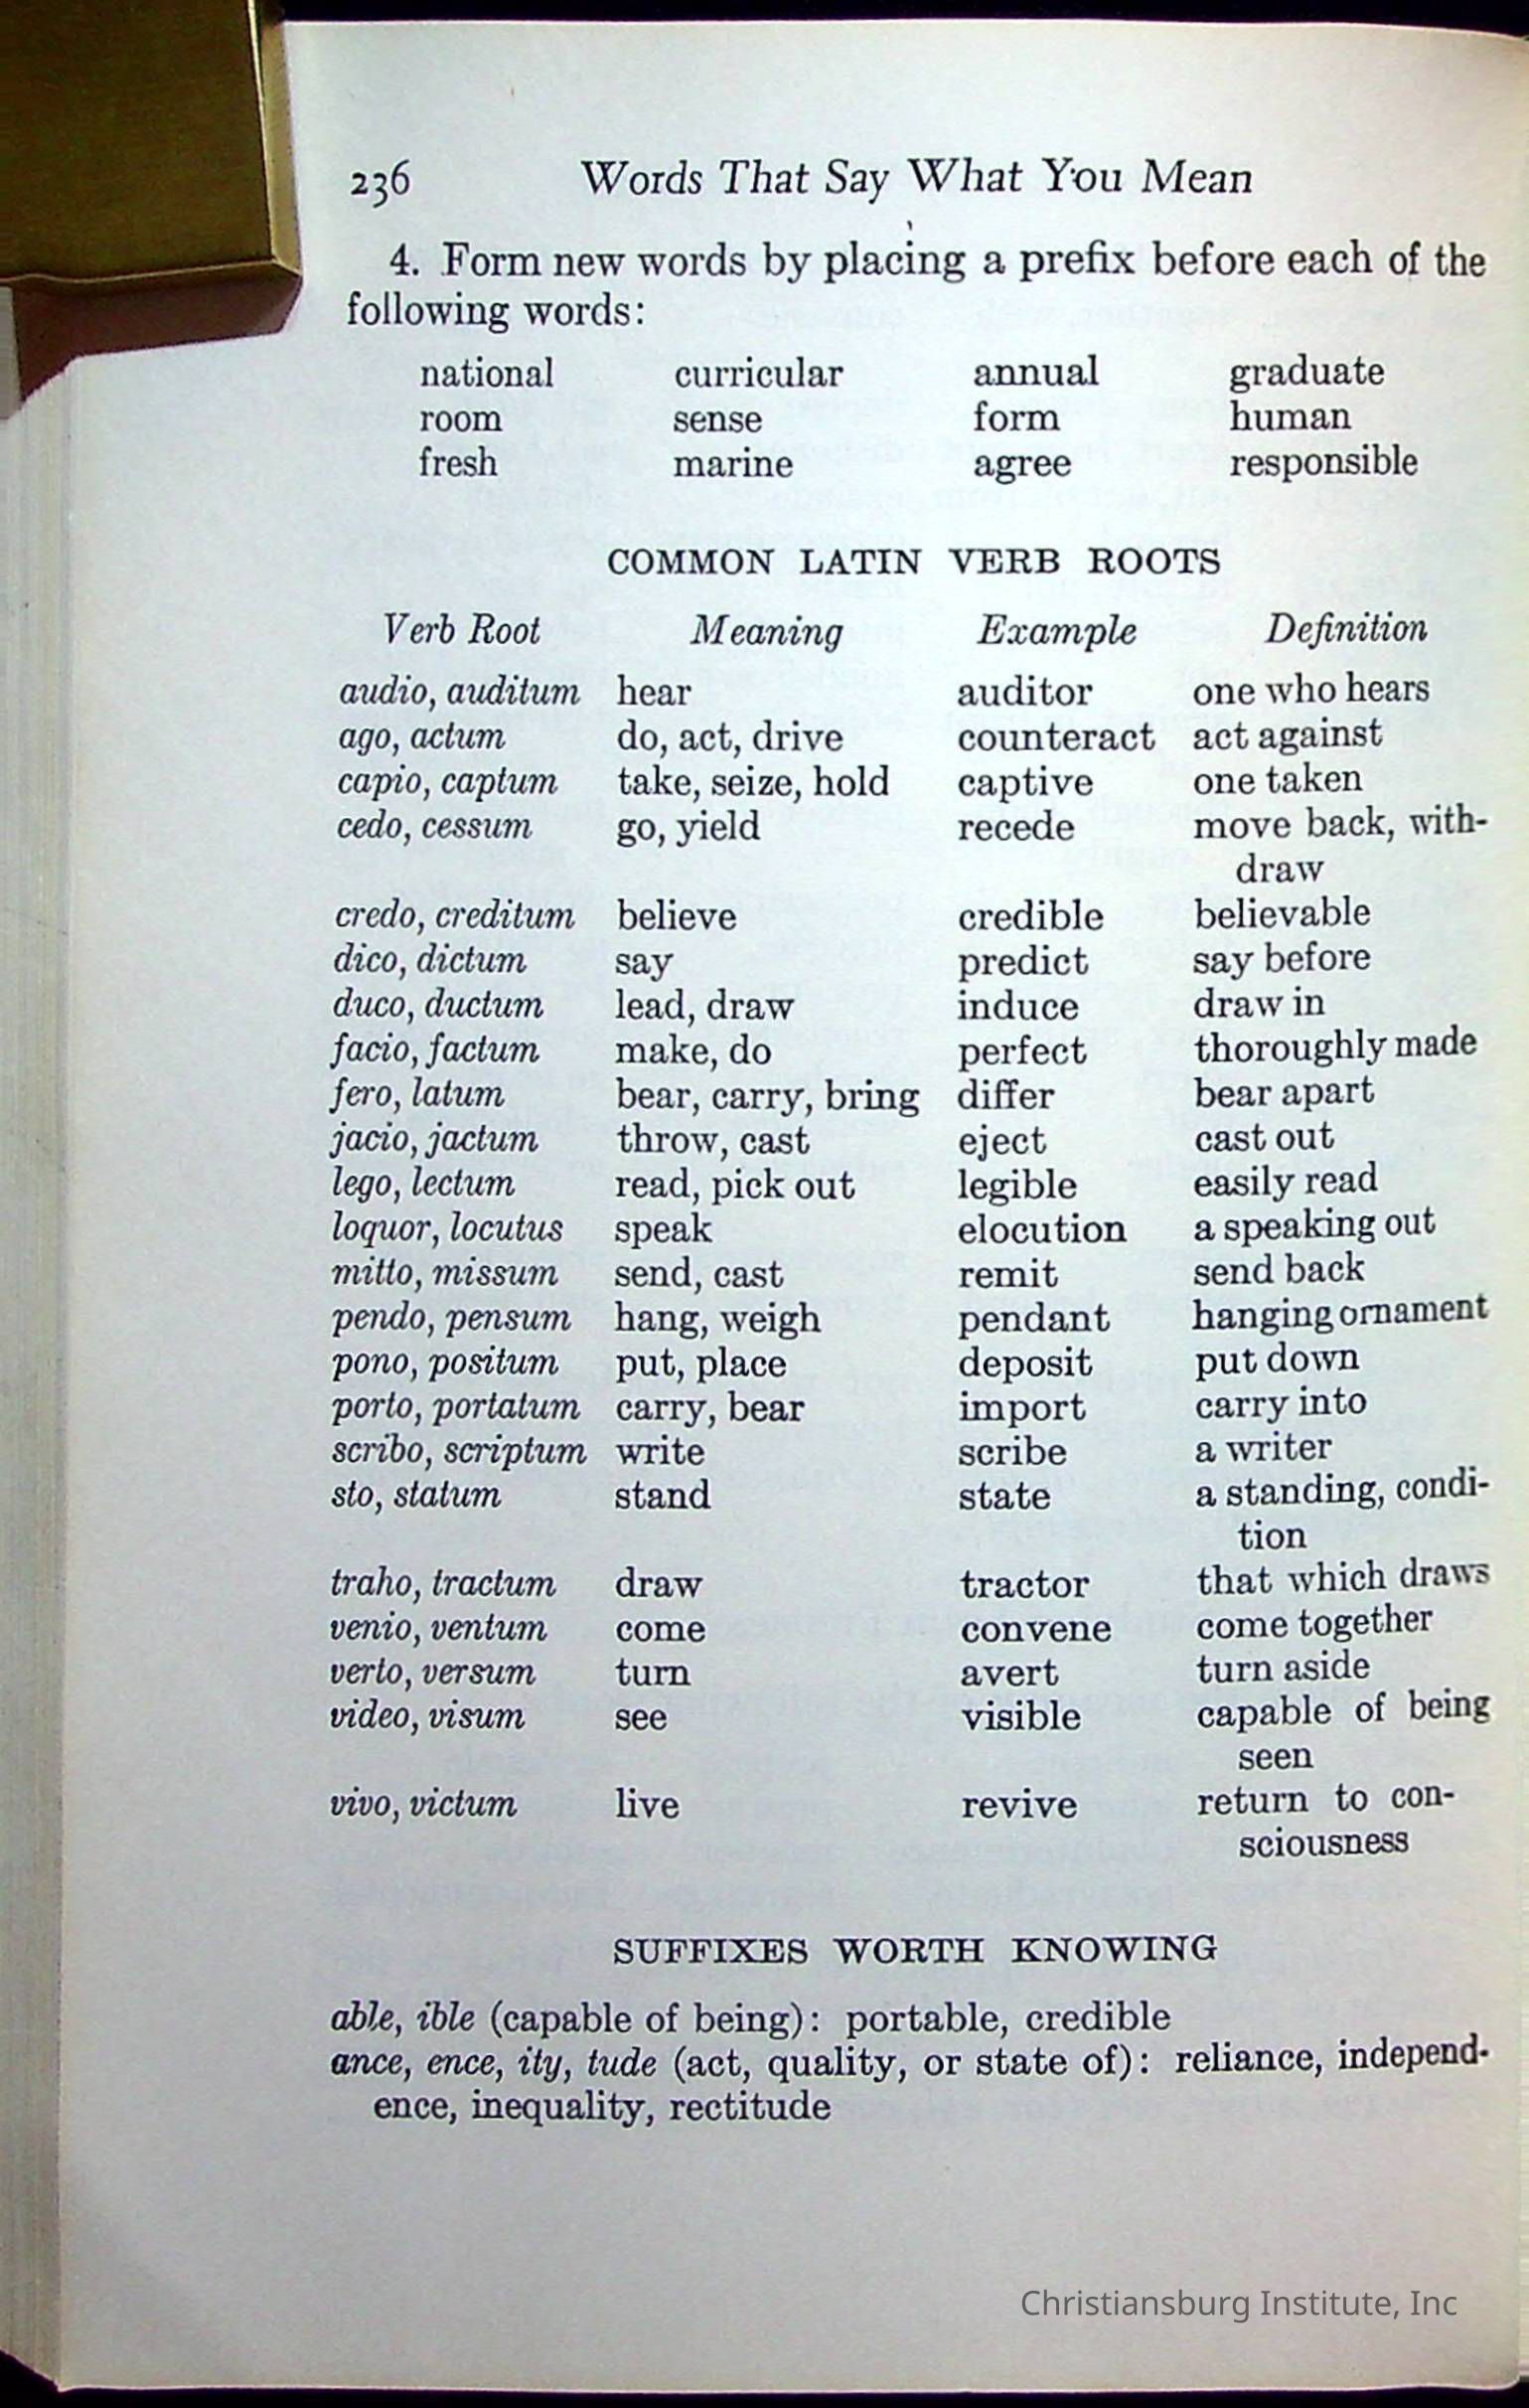 236 Words That Say What You Mean
4. Form new words by placing a prefix before each of the
following words:
national curricular annual graduate
room sense form human
fresh marine agree responsible
COMMON LATIN VERB ROOTS
Verb Root Meaning Example Definition
audio, auditum hear auditor one who hears
ago, actum do, act, drive counteract act against
capio, captum take, seize, hold captive one taken
cedo, cessum go, yield recede move back, with-
draw
credo, creditum believe credible believable
dico, dictum say predict say before
duco, ductum lead, draw induce draw in
facio, factum make, do perfect thoroughly made
fero, latum bear, carry, bring differ bear apart
jacio, jactum throw, cast eject cast out
lego, lectum read, pick out legible easily read
loquor, locutus speak elocution a speaking out
mitto, missum send, cast remit send back
pendo, pensum hang, weigh pendant hanging ornament
pono, positum put, place deposit put down
porto, portatum carry, bear import carry into
scribo, scriptum write scribe a writer
sto, statum stand state a standing, condi-
tion
traho, tractum draw tractor that which draws
venio, ventum come convene come together
verto, versum turn avert turn aside
video, visum see visible capable of being
seen
vivo, victum live revive return to con-
sciousness
SUFFIXES WORTH KNOWING
able, ible (capable of being): portable, credible
ance, ence, ity, tude (act, quality, or state of): reliance, independ-
ence, inequality, rectitude
Christiansburg Institute, Inc